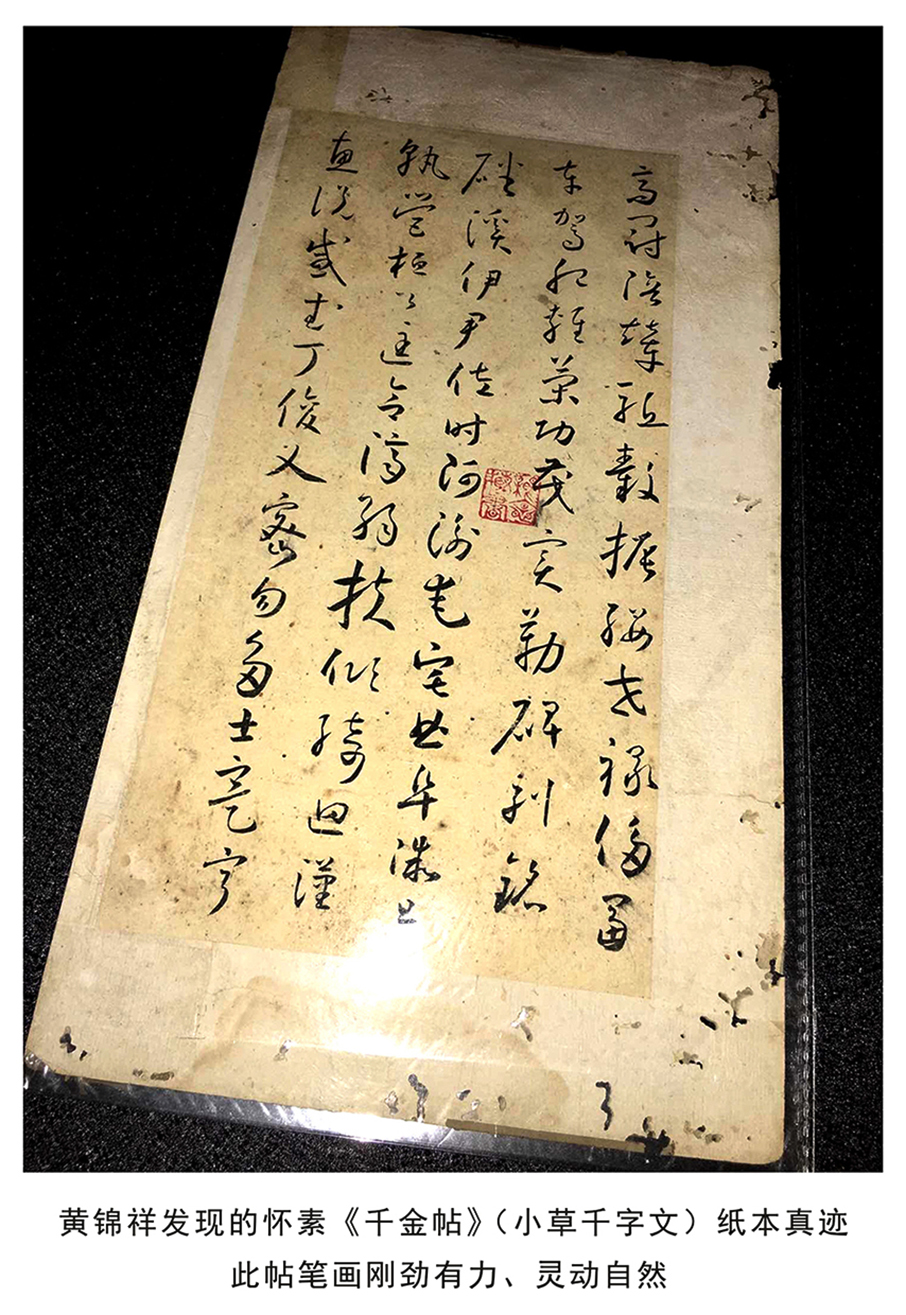 高冠陪輦驅轂振纓世祿侈富
車駕肥輕策功茂實勒碑刻銘
磻溪伊尹佐時阿衡奄宅曲阜微旦
孰營桓公匡合濟弱扶傾綺迴漢
惠說感武丁俊乂密勿多士寔寧
黄锦祥发现的怀素《千金帖》(小草千字文)纸本真迹
此帖笔画刚劲有力、灵动自然